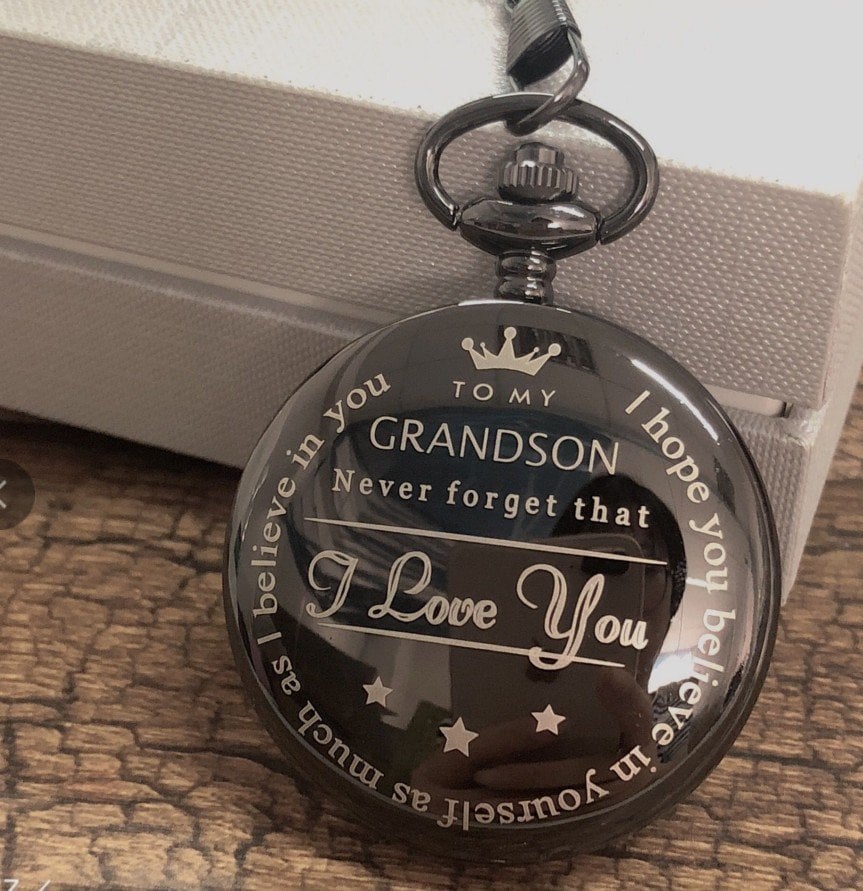 TO MY
GRANDSON
Never forget that
I Love You
I hope you believe in yourself as much as I believe in you